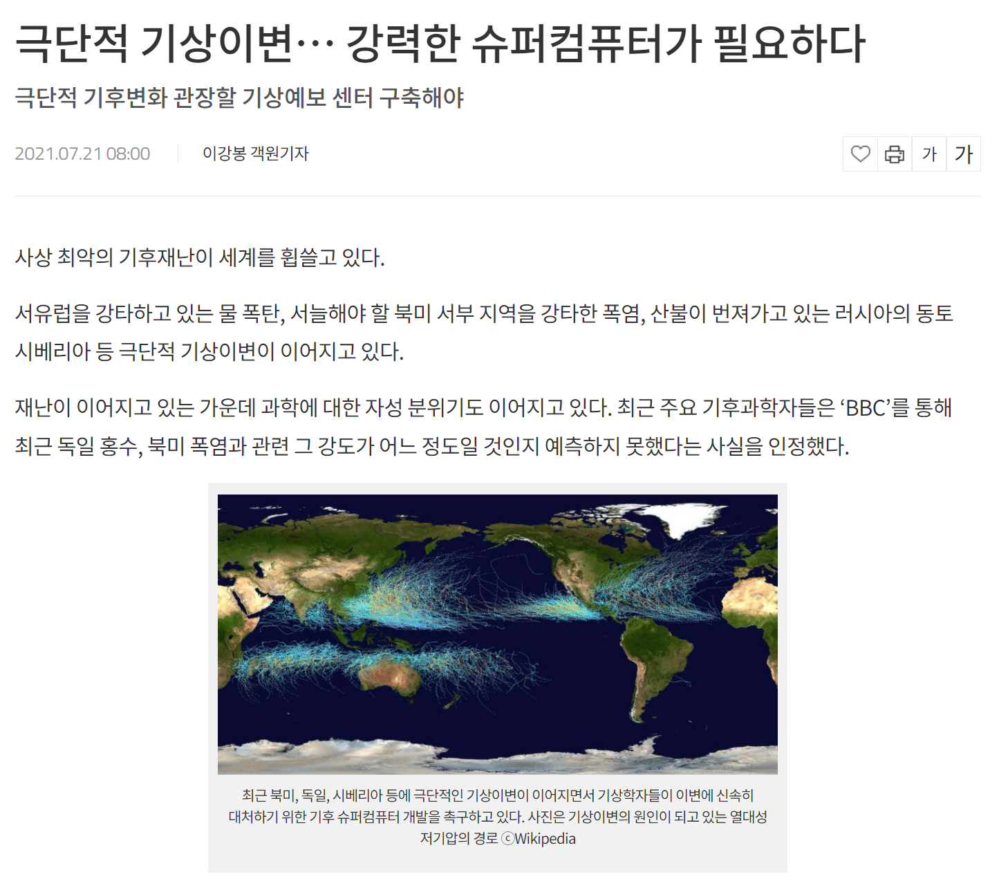 극단적 기상이변… 강력한 슈퍼컴퓨터가 필요하다
극단적 기후변화 관장할 기상예보 센터 구축해야
2021.07.21 08:00 이강봉 객원기자 가 가
사상 최악의 기후재난이 세계를 휩쓸고 있다.
서유럽을 강타하고 있는 물 폭탄, 서늘해야 할 북미 서부 지역을 강타한 폭염, 산불이 번져가고 있는 러시아의 동토
시베리아 등 극단적 기상이변이 이어지고 있다.
재난이 이어지고 있는 가운데 과학에 대한 자성 분위기도 이어지고 있다. 최근 주요 기후과학자들은 ‘BBC’를 통해
최근 독일 홍수, 북미 폭염과 관련 그 강도가 어느 정도일 것인지 예측하지 못했다는 사실을 인정했다.
최근 북미, 독일, 시베리아 등에 극단적인 기상이변이 이어지면서 기상학자들이 이변에 신속히
대처하기 위한 기후 슈퍼컴퓨터 개발을 촉구하고 있다. 사진은 기상이변의 원인이 되고 있는 열대성
저기압의 경로 ⓒWikipedia